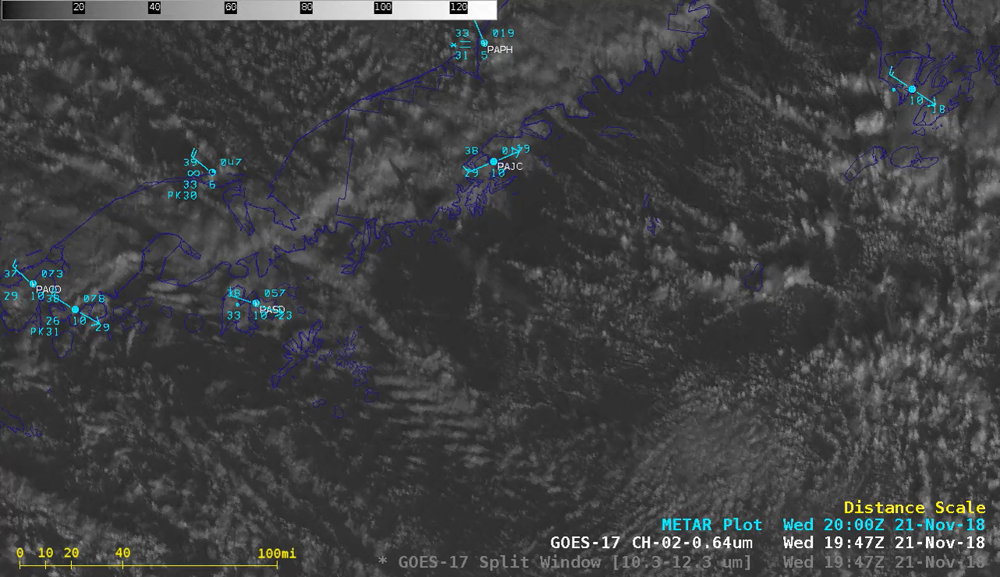 20 40 60 80 100 120
33 019
31 5 PAPH
10 18
38 0119
PAJC
29 10
39 047
33 6
PK30
37 073
PACD
29 10 38 078
26 10 29
PK31
38 057
PASD
33 10 23
Distance Scale
METAR Plot Wed 20:00Z 21-Nov-18
GOES-17 CH-02-0.64um Wed 19:47Z 21-Nov-18
* GOES-17 Split Window [10.3-12.3 um] Wed 19:47Z 21-Nov-18
0 10 20 40 100mi